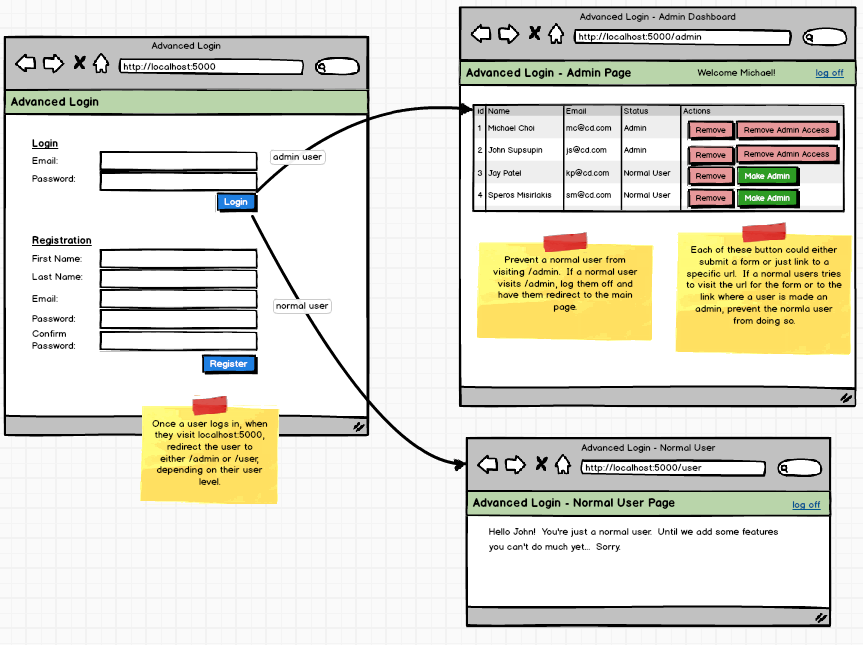 Advanced Login
http://localhost:5000
Advanced Login
Login
Email:
Password:
Login
Registration
First Name:
Last Name:
Email:
Password:
Confirm
Password:
Register
Once a user logs in, when
they visit localhost:5000,
redirect the user to
either /admin or /user,
depending on their user
level.
admin user
normal user
Advanced Login - Admin Dashboard
http://localhost:5000/admin
Advanced Login - Admin Page Welcome Michael! log off
id Name Email Status Actions
1 Michael Choi mc@cd.com Admin Remove Remove Admin Access
2 John Supsupin js@cd.com Admin Remove Remove Admin Access
3 Jay Patel kp@cd.com Normal User Remove Make Admin
4 Speros Misirlakis sm@cd.com Normal User Remove Make Admin
Prevent a normal user from
visiting /admin. If a normal user
visits /admin, log them off and
have them redirect to the main
page.
Each of these button could either
submit a form or just link to a
specific url. If a normal users tries
to visit the url for the form or to the
link where a user is made an
admin, prevent the normla user
from doing so.
Advanced Login - Normal User
http://localhost:5000/user
Advanced Login - Normal User Page log off
Hello John! You're just a normal user. Until we add some features
you can't do much yet... Sorry.